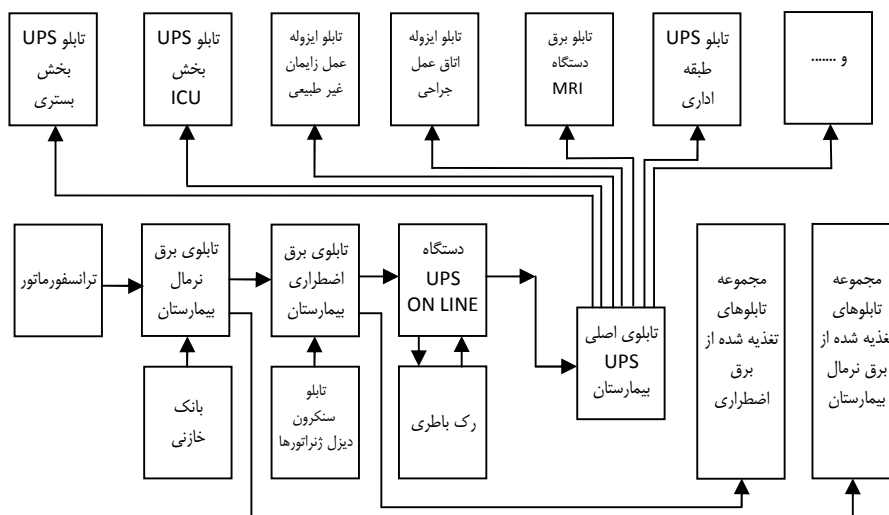 تابلو UPS
بخش
بستری
تابلو UPS
بخش
ICU
تابلو ایزوله
عمل زایمان
غیر طبیعی
تابلو ایزوله
اتاق عمل
جراحی
تابلو برق
دستگاه
MRI
تابلو UPS
طبقه
اداری
و .......
ترانسفورماتور
تابلوی برق
نرمال
بیمارستان
تابلوی برق
اضطراری
بیمارستان
دستگاه
UPS
ON LINE
تابلوی اصلی
UPS
بیمارستان
مجموعه
تابلوهای
تغذیه شده از
برق
اضطراری
مجموعه
تابلوهای
تغذیه شده از
برق نرمال
بیمارستان
بانک
خازنی
تابلو
سنکرون
دیزل ژنراتورها
رک باطری